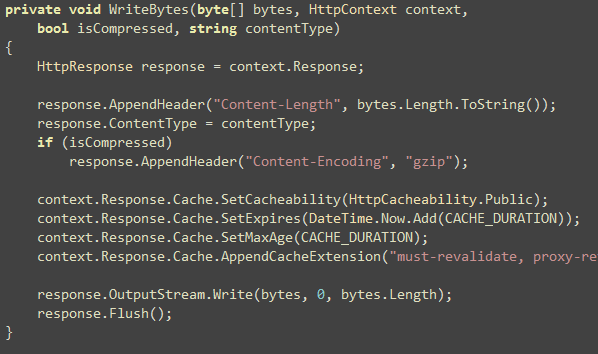 private void WriteBytes(byte[] bytes, HttpContext context,
    bool isCompressed, string contentType)
{
    HttpResponse response = context.Response;

    response.AppendHeader("Content-Length", bytes.Length.ToString());
    response.ContentType = contentType;
    if (isCompressed)
        response.AppendHeader("Content-Encoding", "gzip");

    context.Response.Cache.SetCacheability(HttpCacheability.Public);
    context.Response.Cache.SetExpires(DateTime.Now.Add(CACHE_DURATION));
    context.Response.Cache.SetMaxAge(CACHE_DURATION);
    context.Response.Cache.AppendCacheExtension("must-revalidate, proxy-re

    response.OutputStream.Write(bytes, 0, bytes.Length);
    response.Flush();
}